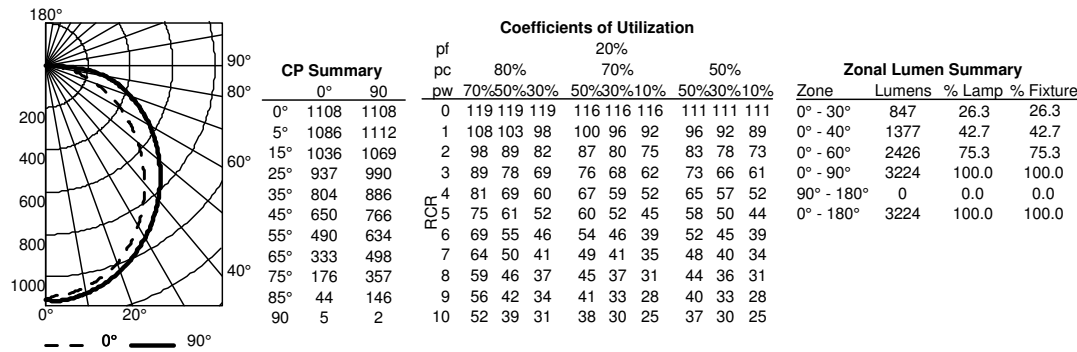 180°
90°
80°
60°
40°
200
400
600
800
1000
0° 20°
0° 90°
CP Summary
0° 90
0° 1108 1108
5° 1086 1112
15° 1036 1069
25° 937 990
35° 804 886
45° 650 766
55° 490 634
65° 333 498
75° 176 357
85° 44 146
90 5 2
Coefficients of Utilization
pf 20%
pc 80% 70% 50%
pw 70%50%30% 50%30%10% 50%30%10%
RCR
0 119 119 119 116 116 116 111 111 111
1 108 103 98 100 96 92 96 92 89
2 98 89 82 87 80 75 83 78 73
3 89 78 69 76 68 62 73 66 61
4 81 69 60 67 59 52 65 57 52
5 75 61 52 60 52 45 58 50 44
6 69 55 46 54 46 39 52 45 39
7 64 50 41 49 41 35 48 40 34
8 59 46 37 45 37 31 44 36 31
9 56 42 34 41 33 28 40 33 28
10 52 39 31 38 30 25 37 30 25
Zonal Lumen Summary
Zone Lumens % Lamp % Fixture
0° - 30° 847 26.3 26.3
0° - 40° 1377 42.7 42.7
0° - 60° 2426 75.3 75.3
0° - 90° 3224 100.0 100.0
90° - 180° 0 0.0 0.0
0° - 180° 3224 100.0 100.0